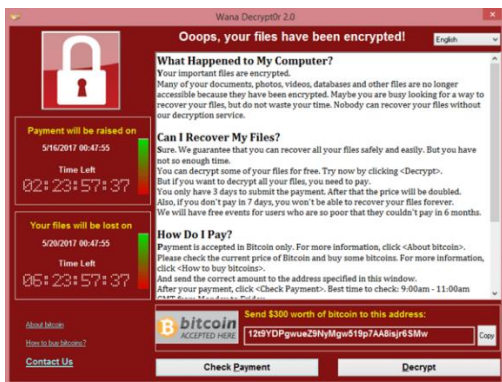 Wana Decrypt0r 2.0
Ooops, your files have been encrypted!
English
What Happened to My Computer?
Your important files are encrypted.
Many of your documents, photos, videos, databases and other files are no longer
accessible because they have been encrypted. Maybe you are busy looking for a way to
recover your files, but do not waste your time. Nobody can recover your files without
our decryption service.
Can I Recover My Files?
Sure. We guarantee that you can recover all your files safely and easily. But you have
not so enough time.
You can decrypt some of your files for free. Try now by clicking <Decrypt>.
But if you want to decrypt all your files, you need to pay.
You only have 3 days to submit the payment. After that the price will be doubled.
Also, if you don't pay in 7 days, you won't be able to recover your files forever.
We will have free events for users who are so poor that they couldn't pay in 6 months.
How Do I Pay?
Payment is accepted in Bitcoin only. For more information, click <About bitcoin>.
Please check the current price of Bitcoin and buy some bitcoins. For more information,
click <How to buy bitcoins>.
And send the correct amount to the address specified in this window.
After your payment, click <Check Payment>. Best time to check: 9:00am - 11:00am
GMT from Monday to Friday.
Payment will be raised on
5/16/2017 00:47:55
Time Left
02:23:57:37
Your files will be lost on
5/20/2017 00:47:55
Time Left
06:23:57:37
About bitcoin
How to buy bitcoins?
Contact Us
bitcoin
ACCEPTED HERE
Send $300 worth of bitcoin to this address:
12t9YDPgwueZ9NyMgw519p7AA8isjr6SMw
Copy
Check Payment
Decrypt